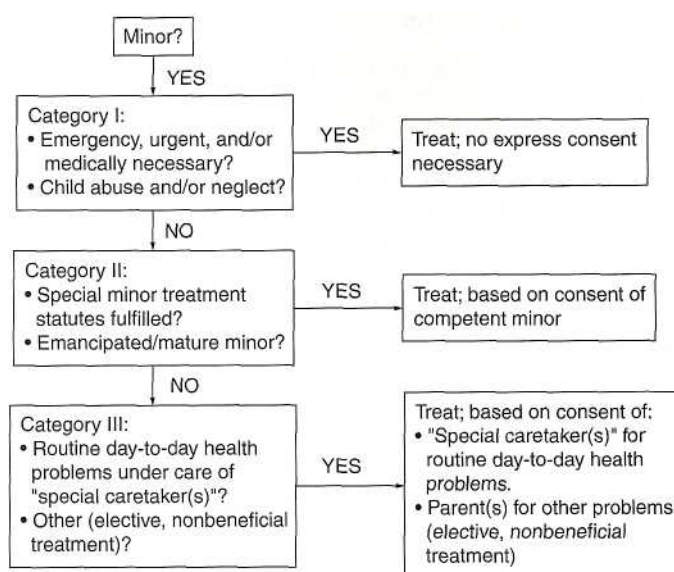 Minor?
YES
Category I:
• Emergency, urgent, and/or
medically necessary?
• Child abuse and/or neglect?
YES
Treat; no express consent
necessary
NO
Category II:
• Special minor treatment
statutes fulfilled?
• Emancipated/mature minor?
YES
Treat; based on consent of
competent minor
NO
Category III:
• Routine day-to-day health
problems under care of
"special caretaker(s)"?
• Other (elective, nonbeneficial
treatment)?
YES
Treat; based on consent of:
• "Special caretaker(s)" for
routine day-to-day health
problems.
• Parent(s) for other problems
(elective, nonbeneficial
treatment)